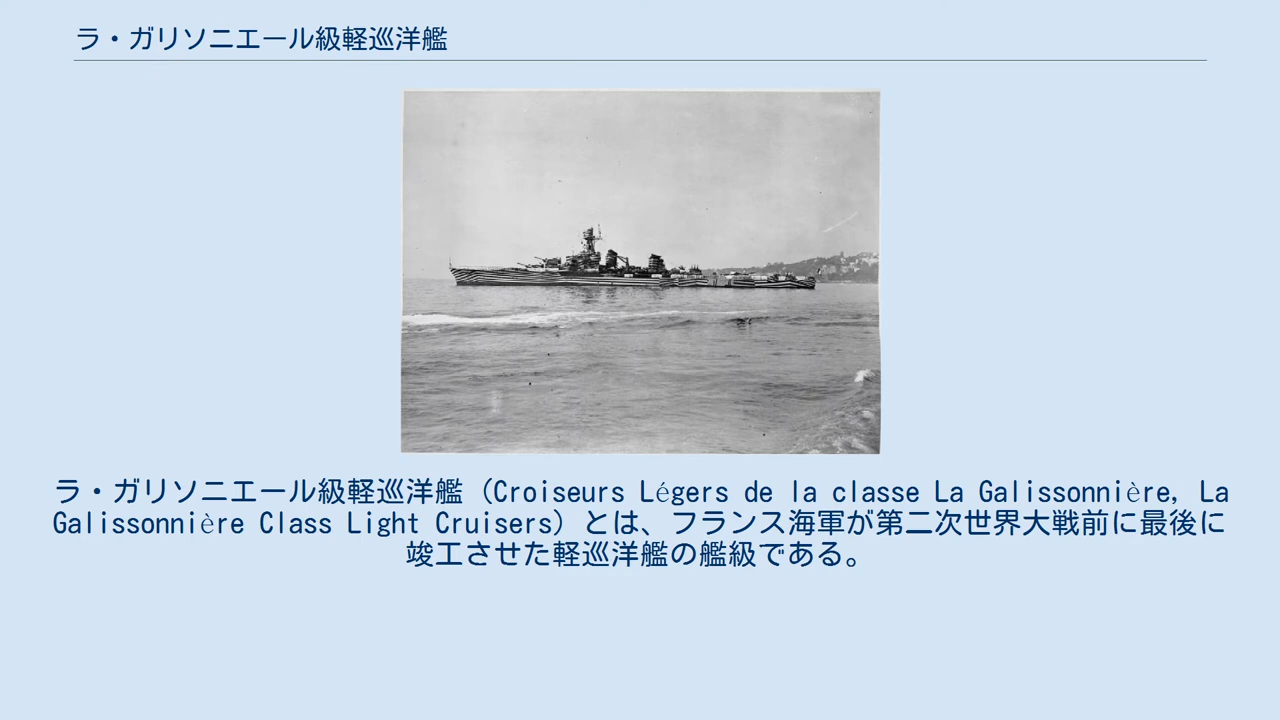 ラ・ガリソニエール級軽巡洋艦
ラ・ガリソニエール級軽巡洋艦（Croiseurs Légers de la classe La Galissonnière, La
Galissonnière Class Light Cruisers）とは、フランス海軍が第二次世界大戦前に最後に
竣工させた軽巡洋艦の艦級である。